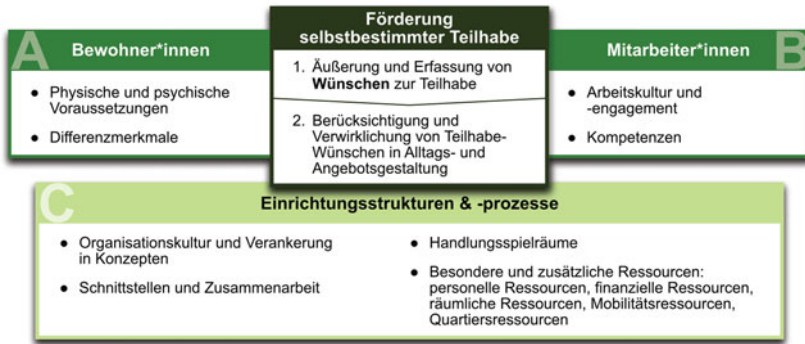 Förderung
selbstbestimmter Teilhabe
1. Äußerung und Erfassung von
Wünschen zur Teilhabe
2. Berücksichtigung und
Verwirklichung von Teilhabe-
Wünschen in Alltags- und
Angebotsgestaltung
A
Bewohner*innen
● Physische und psychische
Voraussetzungen
● Differenzmerkmale
Mitarbeiter*innen
B
● Arbeitskultur und
-engagement
● Kompetenzen
C
Einrichtungsstrukturen & -prozesse
● Organisationskultur und Verankerung
in Konzepten
● Schnittstellen und Zusammenarbeit
● Handlungsspielräume
● Besondere und zusätzliche Ressourcen:
personelle Ressourcen, finanzielle Ressourcen,
räumliche Ressourcen, Mobilitätsressourcen,
Quartiersressourcen